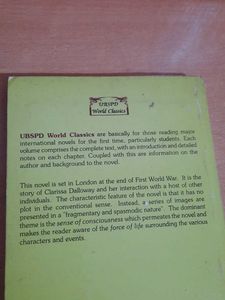 UBSPD
World Classics
UBSPD World Classics are basically for those reading major
international novels for the first time, particularly students. Each
volume comprises the complete text, with an introduction and detailed
notes on each chapter. Coupled with this are information on the
author and background to the novel.
This novel is set in London at the end of First World War. It is the
story of Clarissa Dalloway and her interaction with a host of other
individuals. The characteristic feature of the novel is that it has no
plot in the conventional sense. Instead, a series of images are
presented in a "fragmentary and spasmodic nature". The dominant
theme is the sense of consciousness which permeates the novel and
makes the reader aware of the force of life surrounding the various
characters and events.